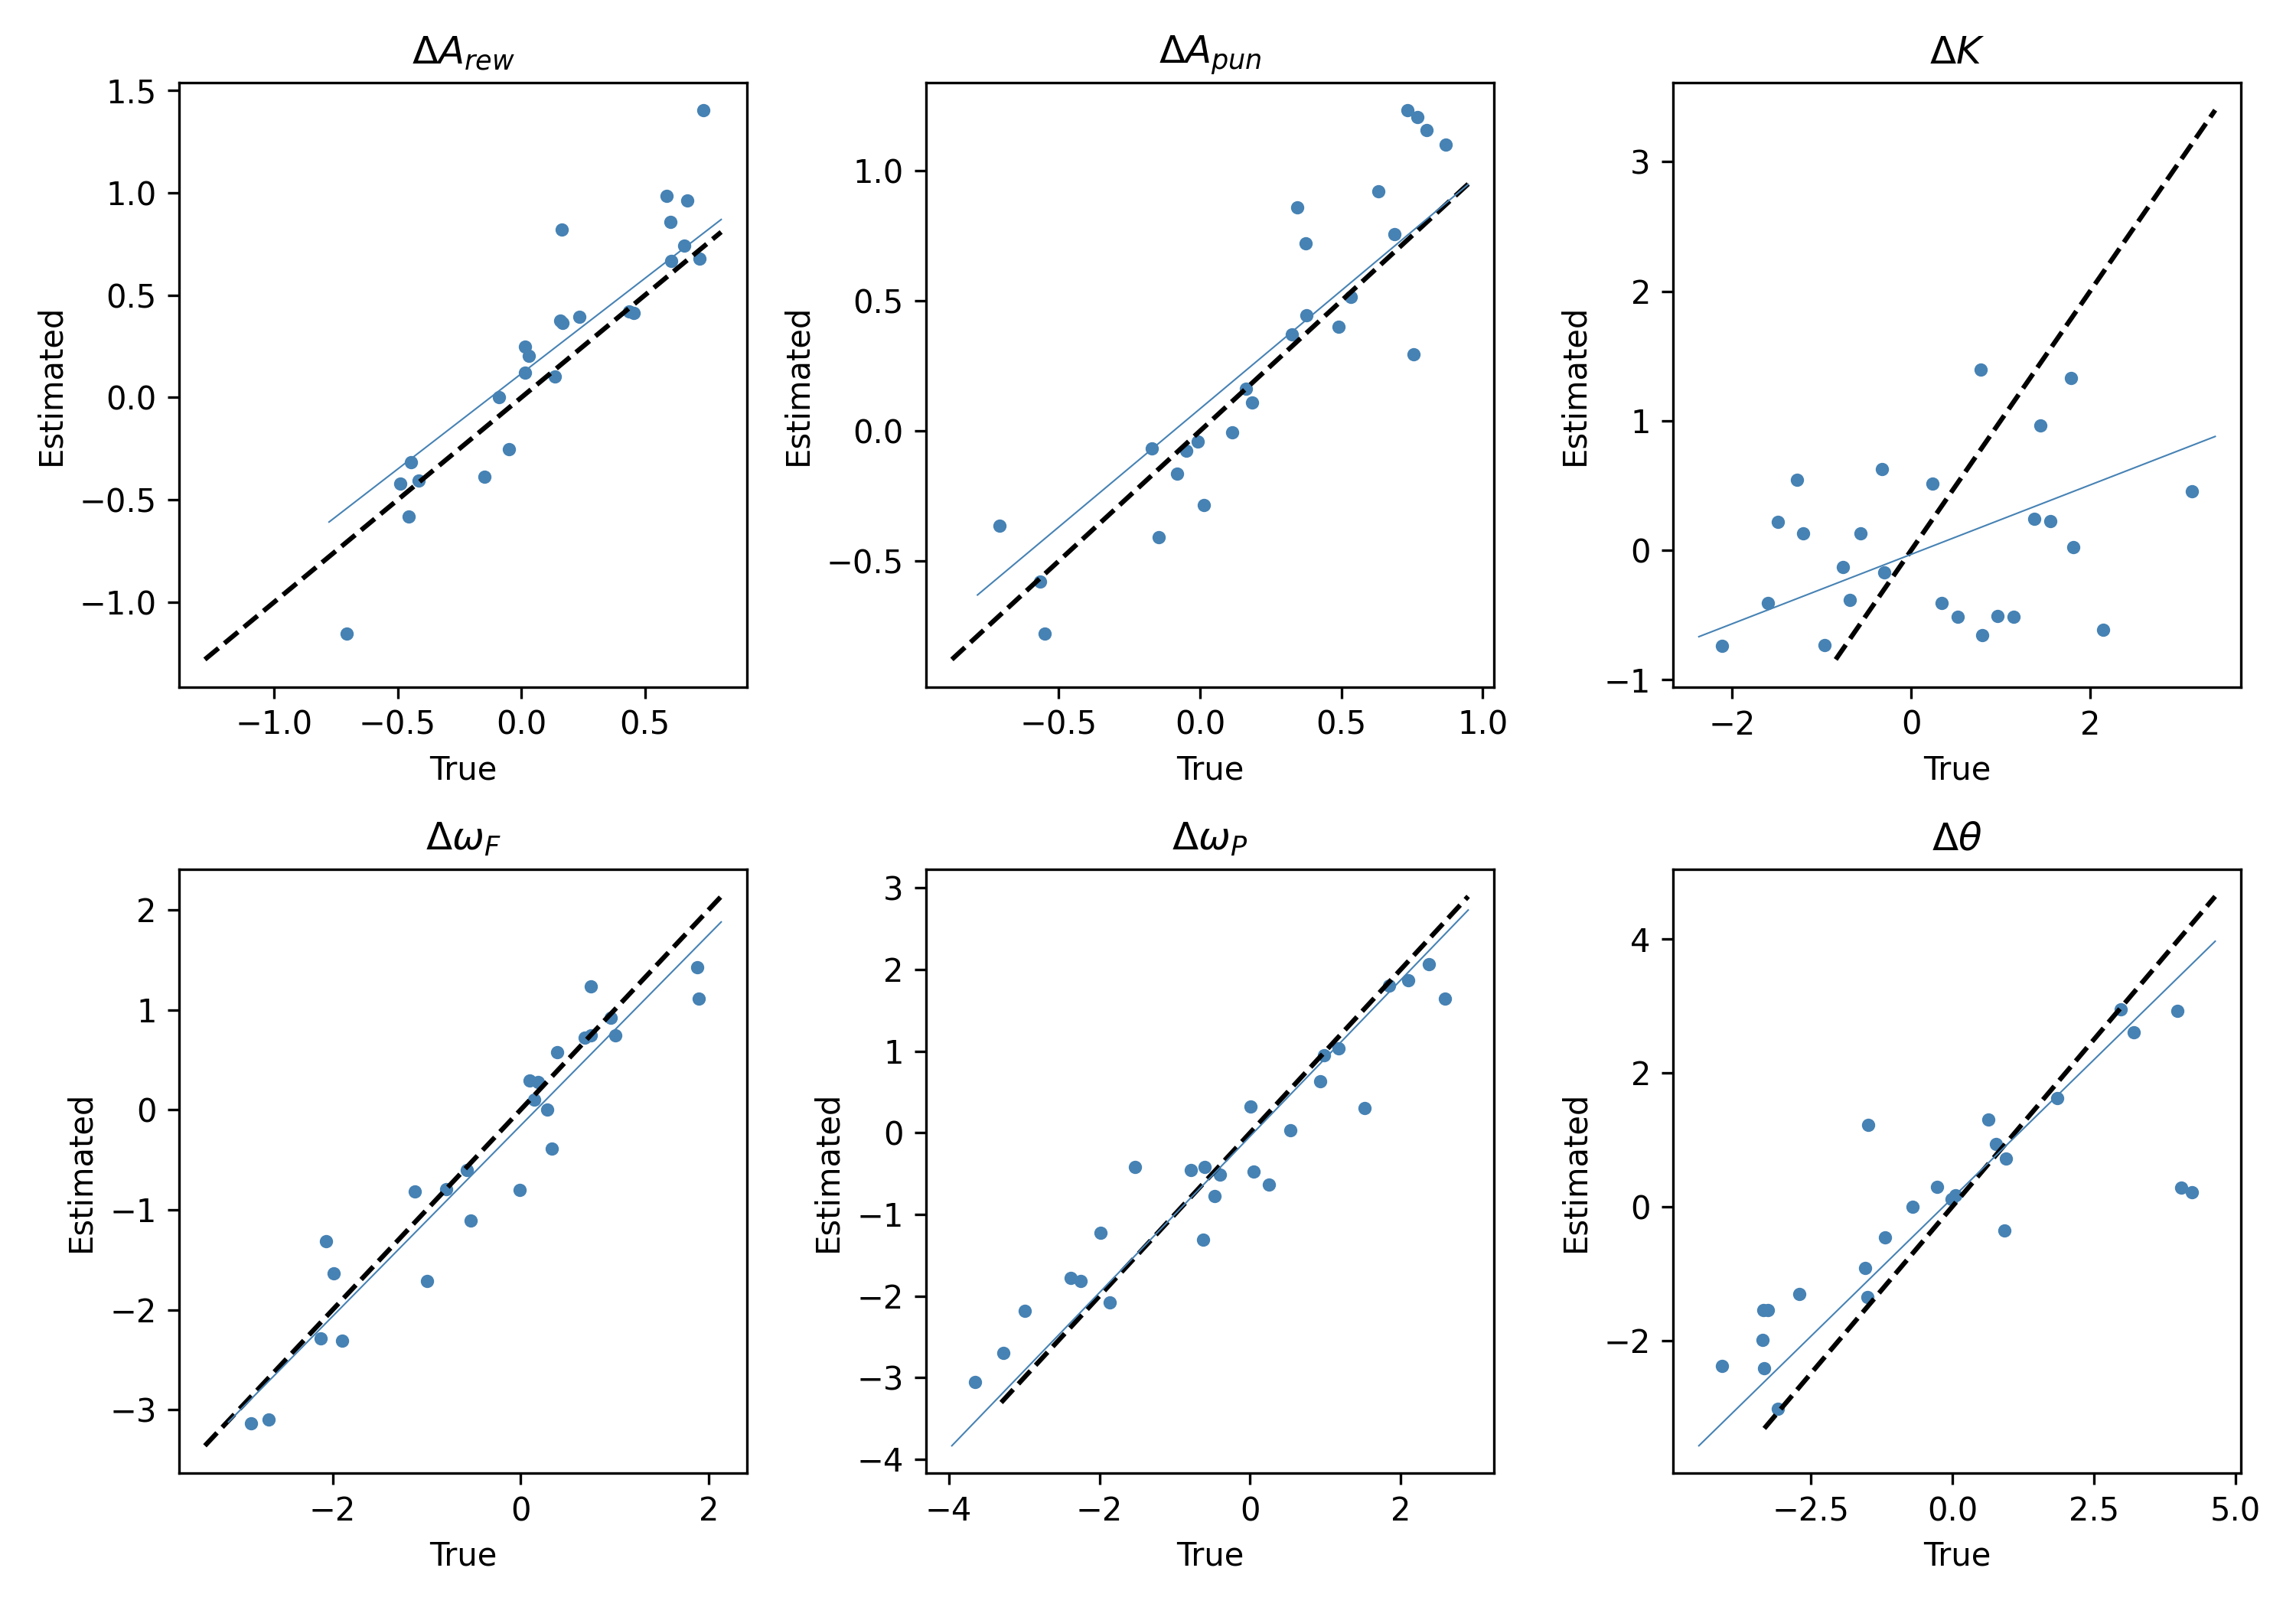 ΔA_rew
1.5
1.0
0.5
0.0
−0.5
−1.0
Estimated
−1.0 −0.5 0.0 0.5
True
ΔA_pun
1.0
0.5
0.0
−0.5
Estimated
−0.5 0.0 0.5 1.0
True
ΔK
3
2
1
0
−1
Estimated
−2 0 2
True
Δω_F
2
1
0
−1
−2
−3
Estimated
−2 0 2
True
Δω_P
3
2
1
0
−1
−2
−3
−4
Estimated
−4 −2 0 2
True
Δθ
4
2
0
−2
Estimated
−2.5 0.0 2.5 5.0
True